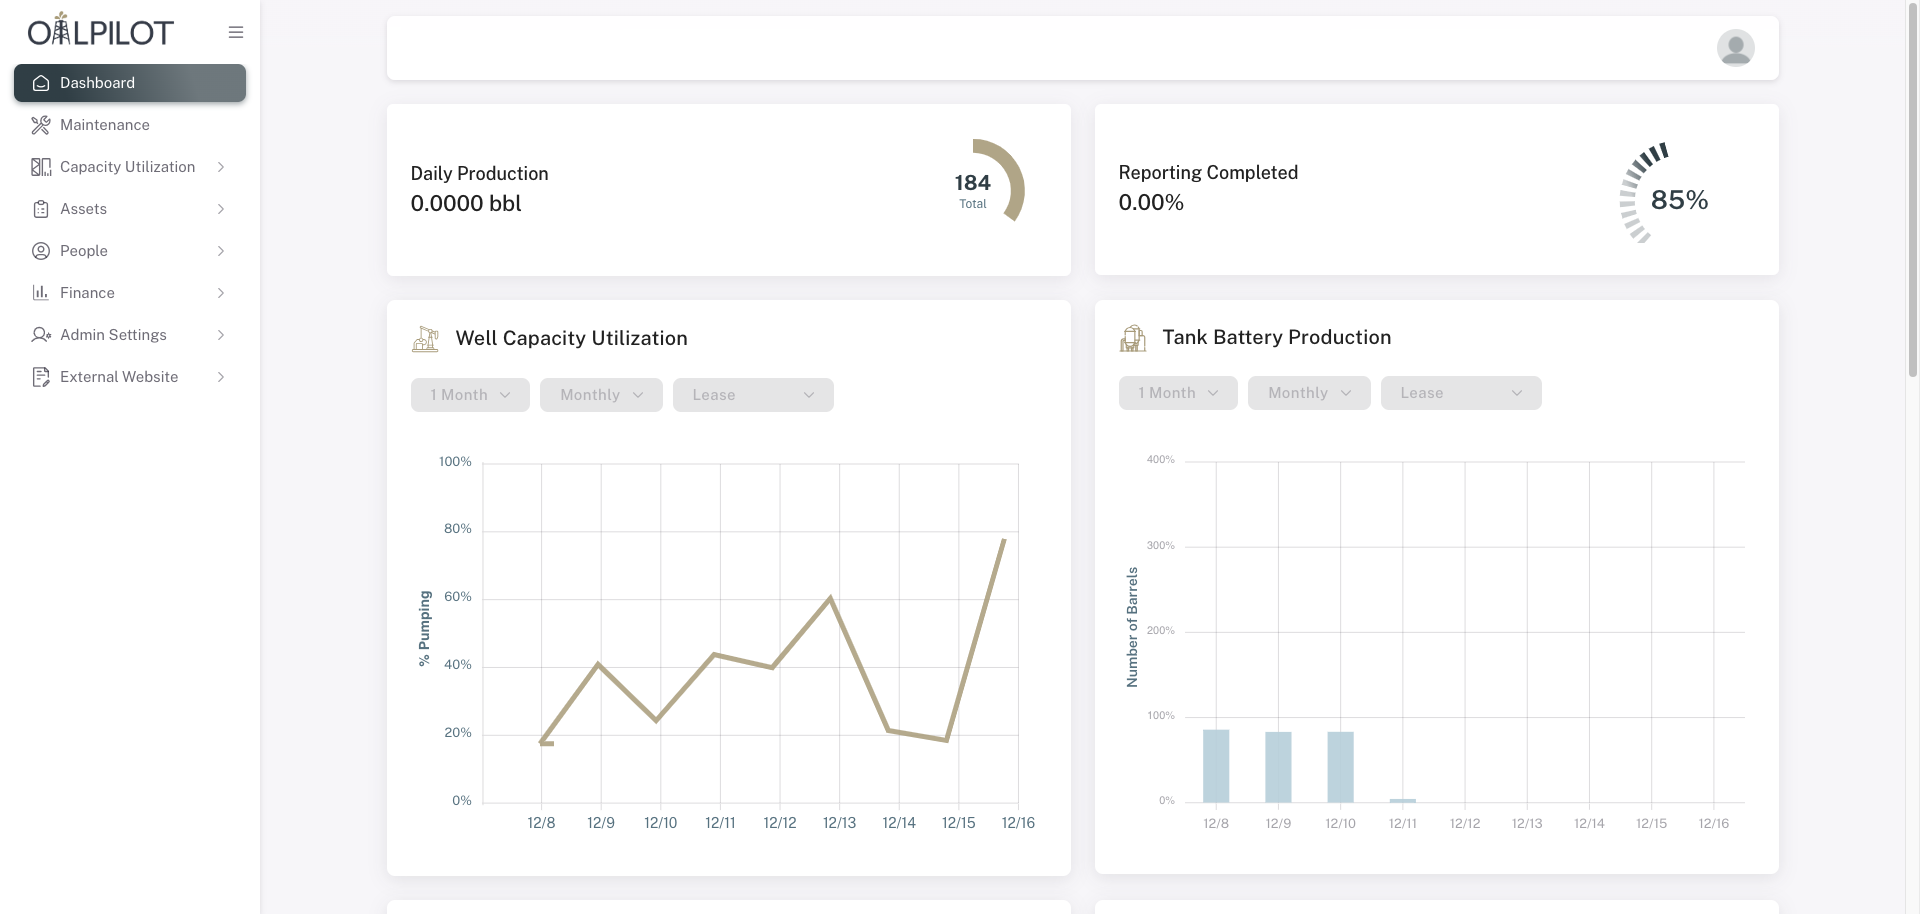 OILPILOT
Dashboard
Maintenance
Capacity Utilization
Assets
People
Finance
Admin Settings
External Website
Daily Production
0.0000 bbl
184
Total
Reporting Completed
0.00%
85%
Well Capacity Utilization
1 Month
Monthly
Lease
100%
80%
60%
40%
20%
0%
% Pumping
12/8
12/9
12/10
12/11
12/12
12/13
12/14
12/15
12/16
Tank Battery Production
1 Month
Monthly
Lease
400%
300%
200%
100%
0%
Number of Barrels
12/8
12/9
12/10
12/11
12/12
12/13
12/14
12/15
12/16